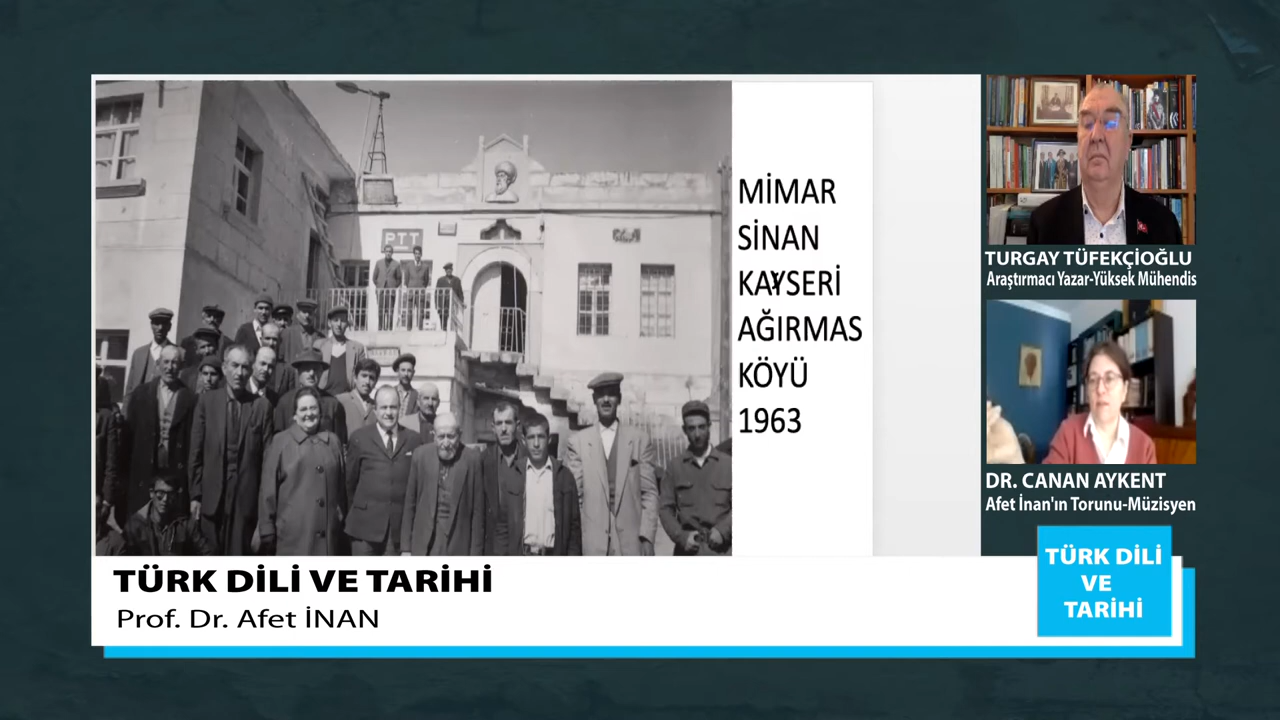 PTT
MİMAR
SİNAN
KAYSERİ
AĞIRMAS
KÖYÜ
1963
TURGAY TÜFEKÇİOĞLU
Araştırmacı Yazar-Yüksek Mühendis
DR. CANAN AYKENT
Afet İnan'ın Torunu-Müzisyen
TÜRK DİLİ VE TARİHİ
Prof. Dr. Afet İNAN
TÜRK DİLİ
VE
TARİHİ